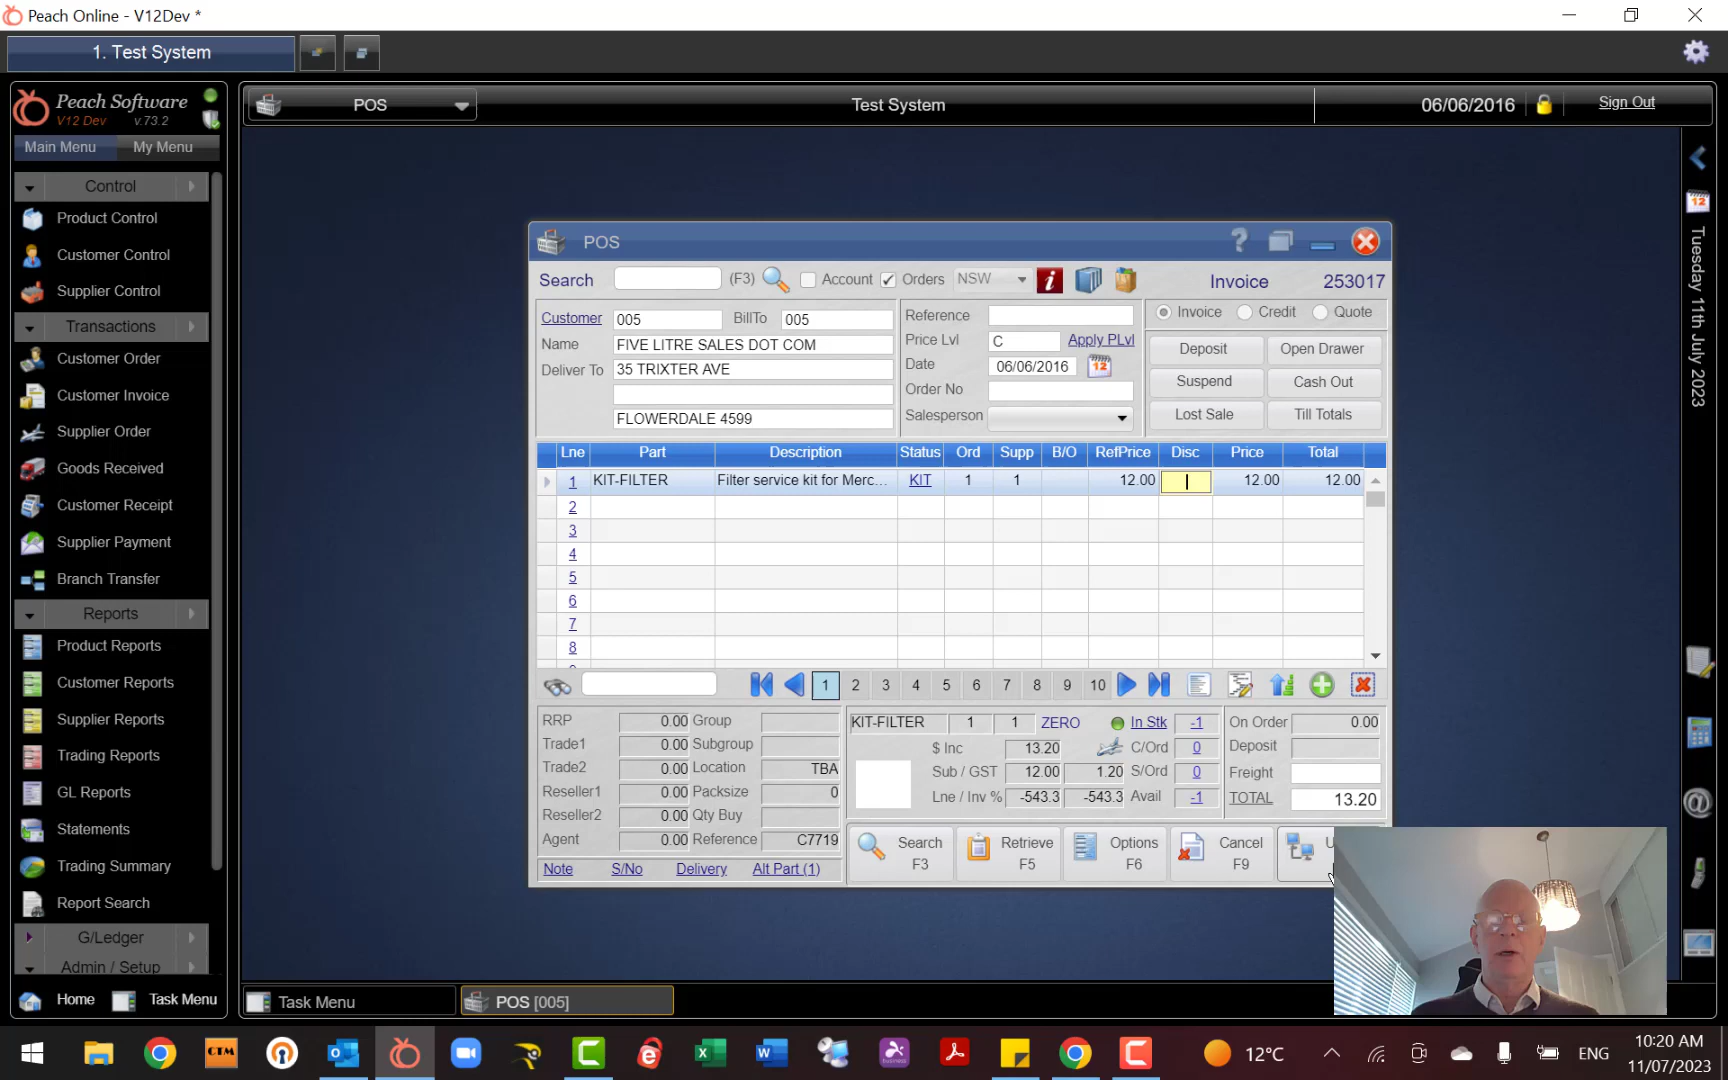 Peach Online - V12Dev *
1. Test System
Peach Software
V12 Dev v.73.2
Main Menu My Menu
Control
Product Control
Customer Control
Supplier Control
Transactions
Customer Order
Customer Invoice
Supplier Order
Goods Received
Customer Receipt
Supplier Payment
Branch Transfer
Reports
Product Reports
Customer Reports
Supplier Reports
Trading Reports
GL Reports
Statements
Trading Summary
Report Search
G/Ledger
Admin / Setup
Home Task Menu
POS Test System 06/06/2016 Sign Out
POS
Search (F3) Account Orders NSW Invoice 253017
Customer 005 BillTo 005 Reference Invoice Credit Quote
Name FIVE LITRE SALES DOT COM Price Lvl C Apply PLvl Deposit Open Drawer
Deliver To 35 TRIXTER AVE Date 06/06/2016 12 Suspend Cash Out
Order No
FLOWERDALE 4599 Salesperson Lost Sale Till Totals
Lne Part Description Status Ord Supp B/O RefPrice Disc Price Total
1 KIT-FILTER Filter service kit for Merc... KIT 1 1 12.00 12.00 12.00
2
3
4
5
6
7
8
1 2 3 4 5 6 7 8 9 10
RRP 0.00 Group KIT-FILTER 1 1 ZERO In Stk -1 On Order 0.00
Trade1 0.00 Subgroup $ Inc 13.20 C/Ord 0 Deposit
Trade2 0.00 Location TBA Sub / GST 12.00 1.20 S/Ord 0 Freight
Reseller1 0.00 Packsize 0 Lne / Inv % -543.3 -543.3 Avail -1 TOTAL 13.20
Reseller2 0.00 Qty Buy
Agent 0.00 Reference C7719
Note S/No Delivery Alt Part (1)
Search F3
Retrieve F5
Options F6
Cancel F9
12
Tuesday 11th July 2023
Task Menu POS [005]
CTM
12°C ENG 10:20 AM
11/07/2023